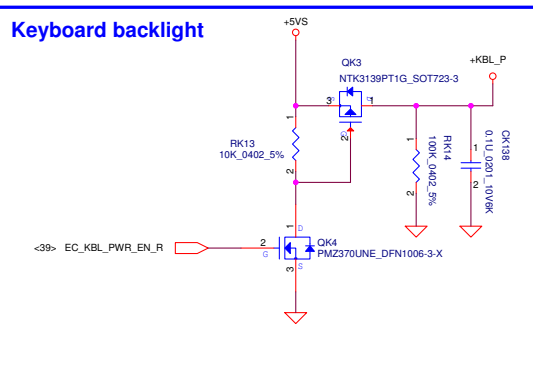 Keyboard backlight
+5VS
QK3
NTK3139PT1G_SOT723-3
+KBL_P
3
S
D
1
G
2
1
RK13
10K_0402_5%
2
1
RK14
100K_0402_5%
2
1
CK138
0.1U_0201_10V6K
2
1
D
<39> EC_KBL_PWR_EN_R
2
G
QK4
PMZ370UNE_DFN1006-3-X
3
S